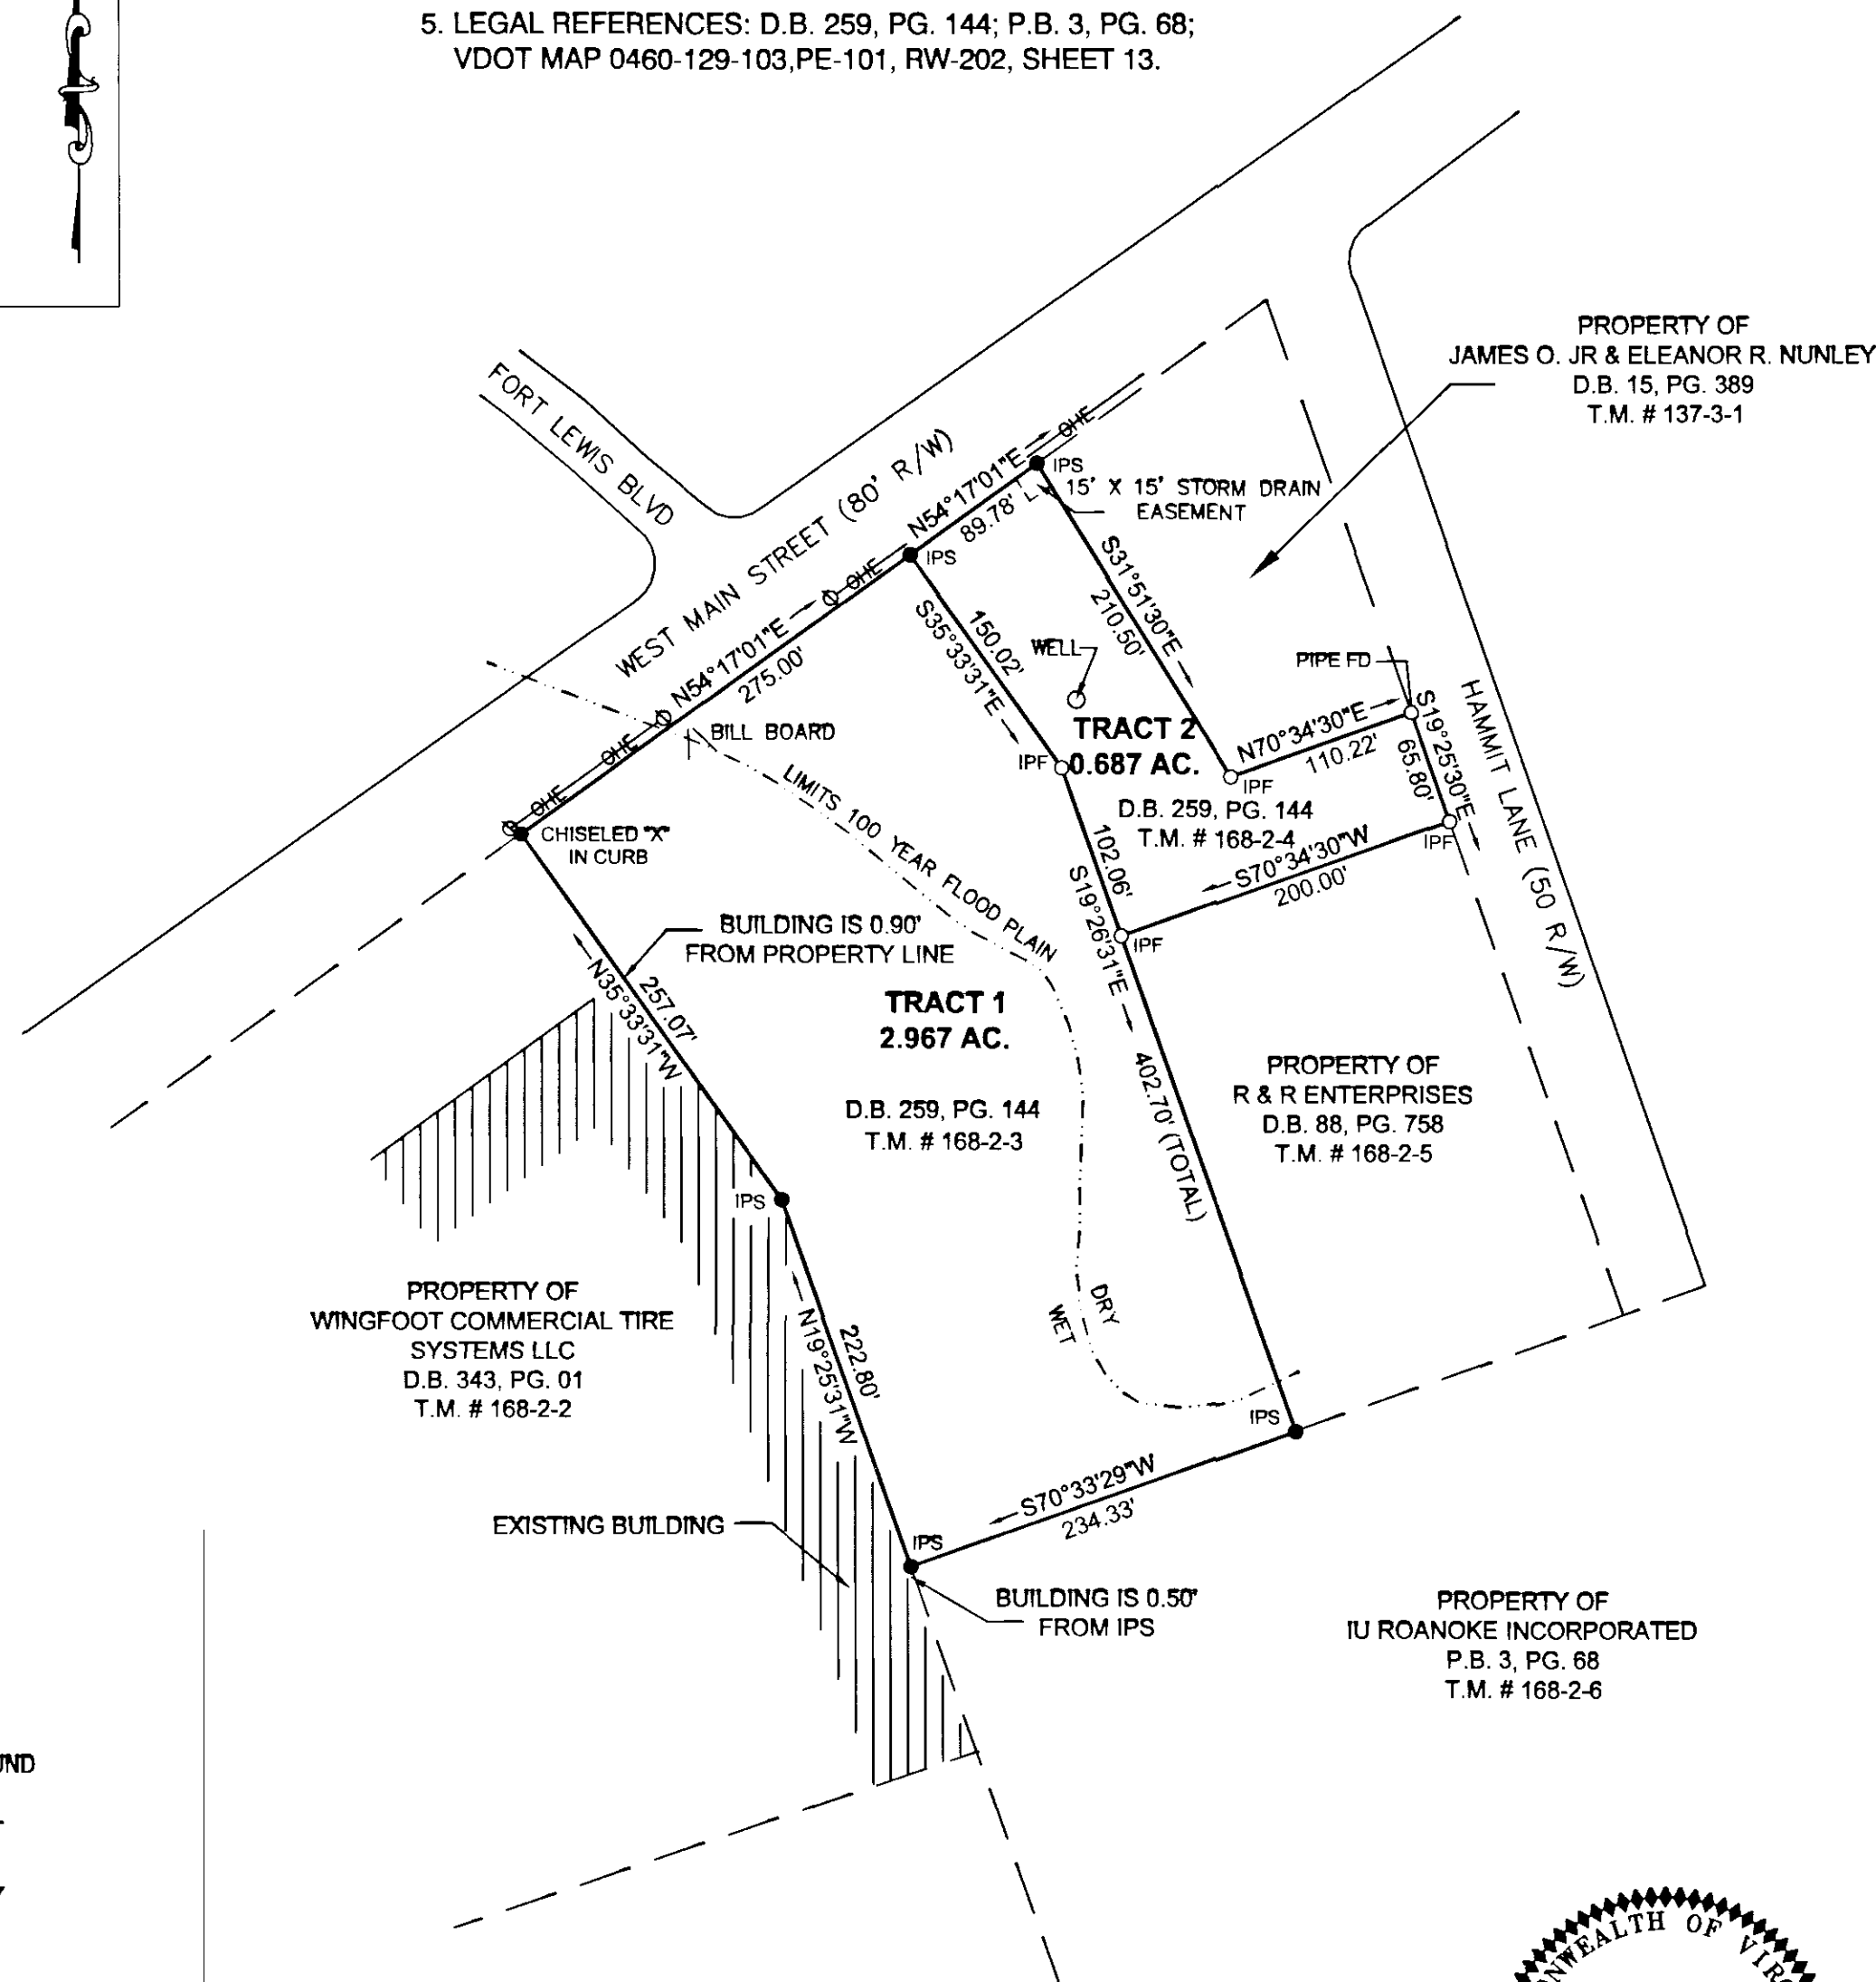 5. LEGAL REFERENCES: D.B. 259, PG. 144; P.B. 3, PG. 68;
VDOT MAP 0460-129-103,PE-101, RW-202, SHEET 13.
PROPERTY OF
JAMES O. JR & ELEANOR R. NUNLEY
D.B. 15, PG. 389
T.M. # 137-3-1
FORT LEWIS BLVD
WEST MAIN STREET (80' R/W)
OHE
N54°17'01"E
89.78'
IPS
15' X 15' STORM DRAIN
EASEMENT
IPS
OHE
S31°51'30"E
210.50'
S35°33'31"E
150.02'
WELL
N54°17'01"E
275.00'
PIPE FD
HAMMIT LANE (50 R/W)
BILL BOARD
OHE
OHE
TRACT 2
0.687 AC.
IPF
N70°34'30"E
110.22'
IPF
S19°25'30"E
65.80'
D.B. 259, PG. 144
T.M. # 168-2-4
LIMITS 100 YEAR FLOOD PLAIN
CHISELED "X"
IN CURB
102.06'
S19°26'31"E
S70°34'30"W
200.00'
IPF
IPF
BUILDING IS 0.90'
FROM PROPERTY LINE
257.07'
N35°33'31"W
TRACT 1
2.967 AC.
402.70' (TOTAL)
PROPERTY OF
R & R ENTERPRISES
D.B. 88, PG. 758
T.M. # 168-2-5
D.B. 259, PG. 144
T.M. # 168-2-3
IPS
PROPERTY OF
WINGFOOT COMMERCIAL TIRE
SYSTEMS LLC
D.B. 343, PG. 01
T.M. # 168-2-2
N19°25'31"W
222.80'
DRY
WET
IPS
S70°33'29"W
234.33'
EXISTING BUILDING
IPS
BUILDING IS 0.50'
FROM IPS
PROPERTY OF
IU ROANOKE INCORPORATED
P.B. 3, PG. 68
T.M. # 168-2-6
UND
NWEALTH OF VIR